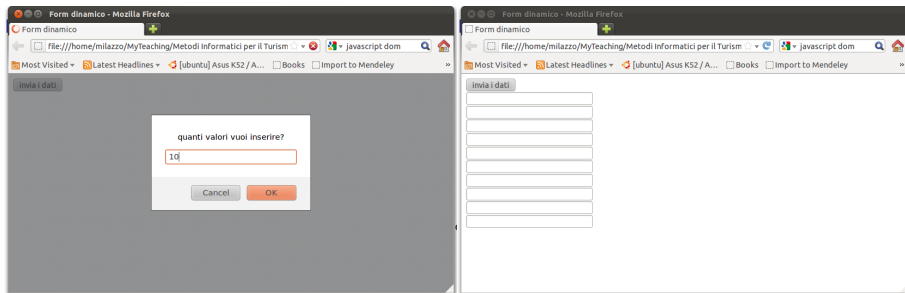 Form dinamico - Mozilla Firefox
Form dinamico
file:///home/milazzo/MyTeaching/Metodi Informatici per il Turism
javascript dom
Most Visited
Latest Headlines
[ubuntu] Asus K52 / A...
Books
Import to Mendeley
»
invia i dati
quanti valori vuoi inserire?
10
Cancel
OK
Form dinamico - Mozilla Firefox
Form dinamico
file:///home/milazzo/MyTeaching/Metodi Informatici per il Turism
javascript dom
Most Visited
Latest Headlines
[ubuntu] Asus K52 / A...
Books
Import to Mendeley
»
invia i dati